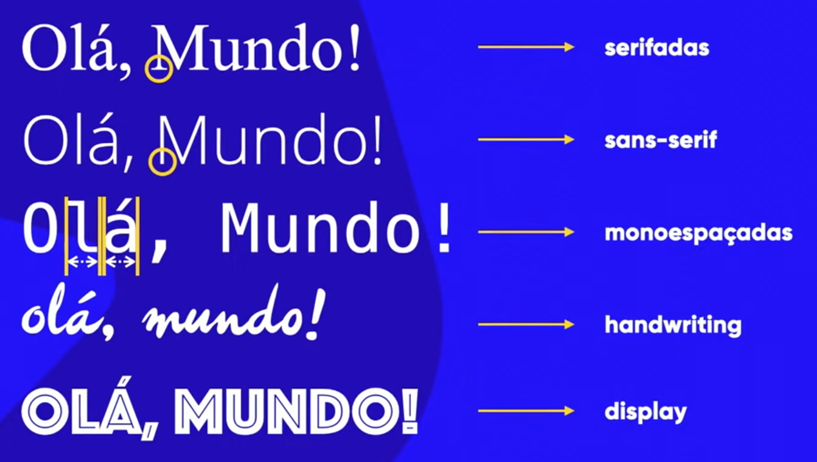 Olá, Mundo! serifadas
Olá, Mundo! sans-serif
Olá, Mundo! monoespaçadas
olá, mundo! handwriting
OLÁ, MUNDO! display